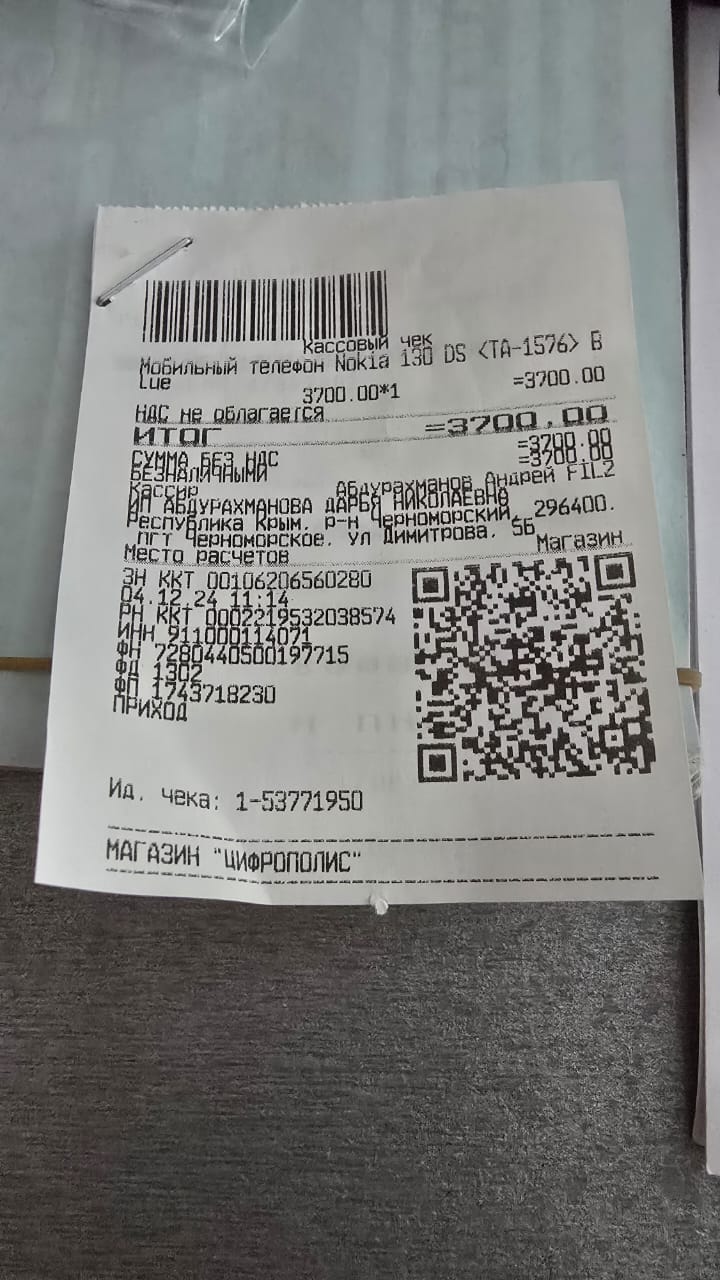 Кассовый чек
Мобильный телефон Nokia 130 DS <TA-1576> B
lue
3700.00*1 =3700.00
НДС не облагается
ИТОГ =3700.00
СУММА БЕЗ НДС =3700.00
БЕЗНАЛИЧНЫМИ =3700.00
Кассир Абдурахманов Андрей FIL2
ИП АБДУРАХМАНОВА ДАРЬЯ НИКОЛАЕВНА
Республика Крым, р-н Черноморский, 296400,
пгт Черноморское, ул Димитрова, 5Б
Место расчетов Магазин
ЗН ККТ 00106206560280
04.12.24 11:14
РН ККТ 0002219532038574
ИНН 911000114071
ФН 7280440500197715
ФД 1302
ФП 1743718230
ПРИХОД
Ид. чека: 1-53771950
МАГАЗИН "ЦИФРОПОЛИС"